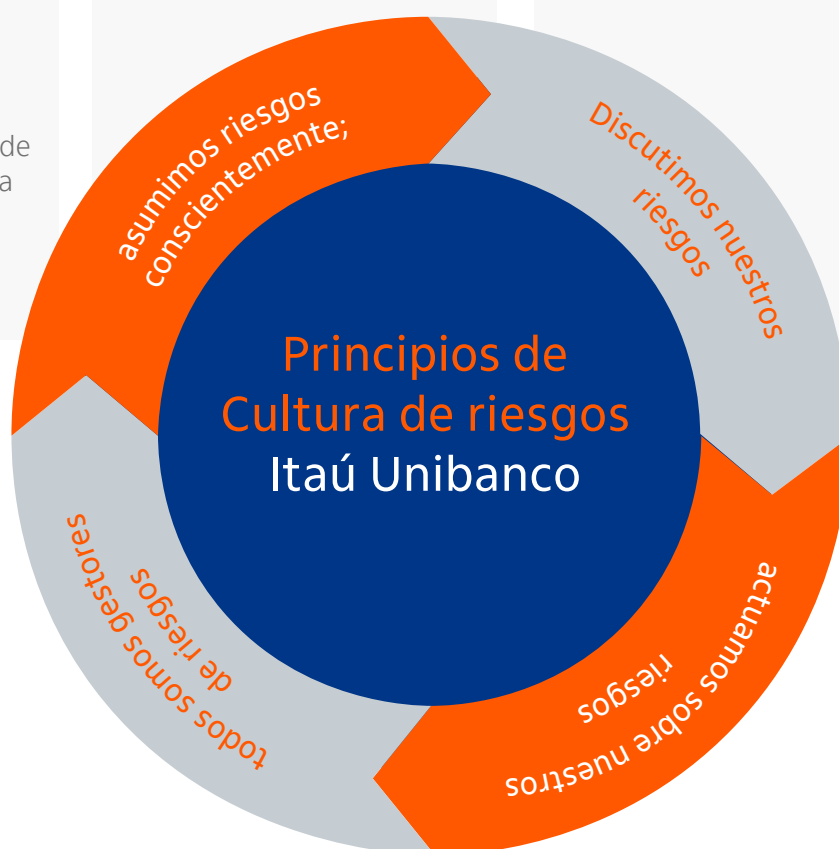 de
a
asumimos riesgos
conscientemente;
Discutimos nuestros
riesgos
Principios de
Cultura de riesgos
Itaú Unibanco
actuamos sobre nuestros
riesgos
todos somos gestores
de riesgos